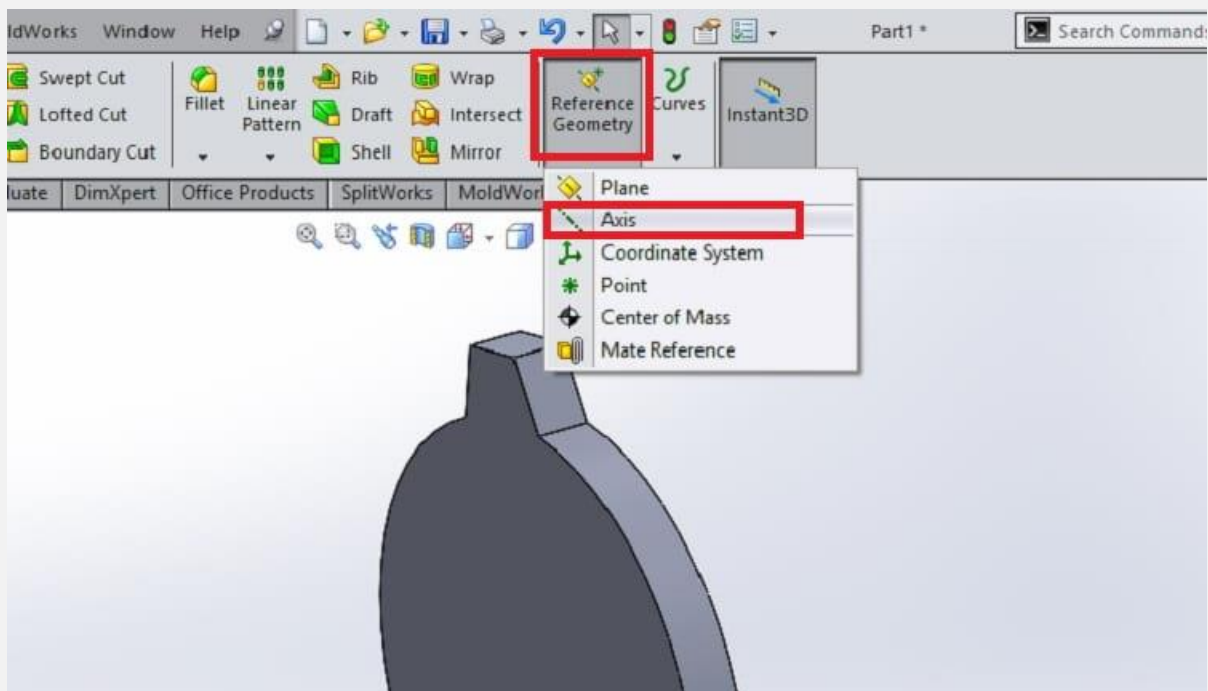 ldWorks Window Help Part1 * Search Commands
Swept Cut Rib Wrap
Lofted Cut Fillet Linear Pattern Draft Intersect Reference Geometry Curves Instant3D
Boundary Cut Shell Mirror
luate DimXpert Office Products SplitWorks MoldWor
Plane
Axis
Coordinate System
Point
Center of Mass
Mate Reference